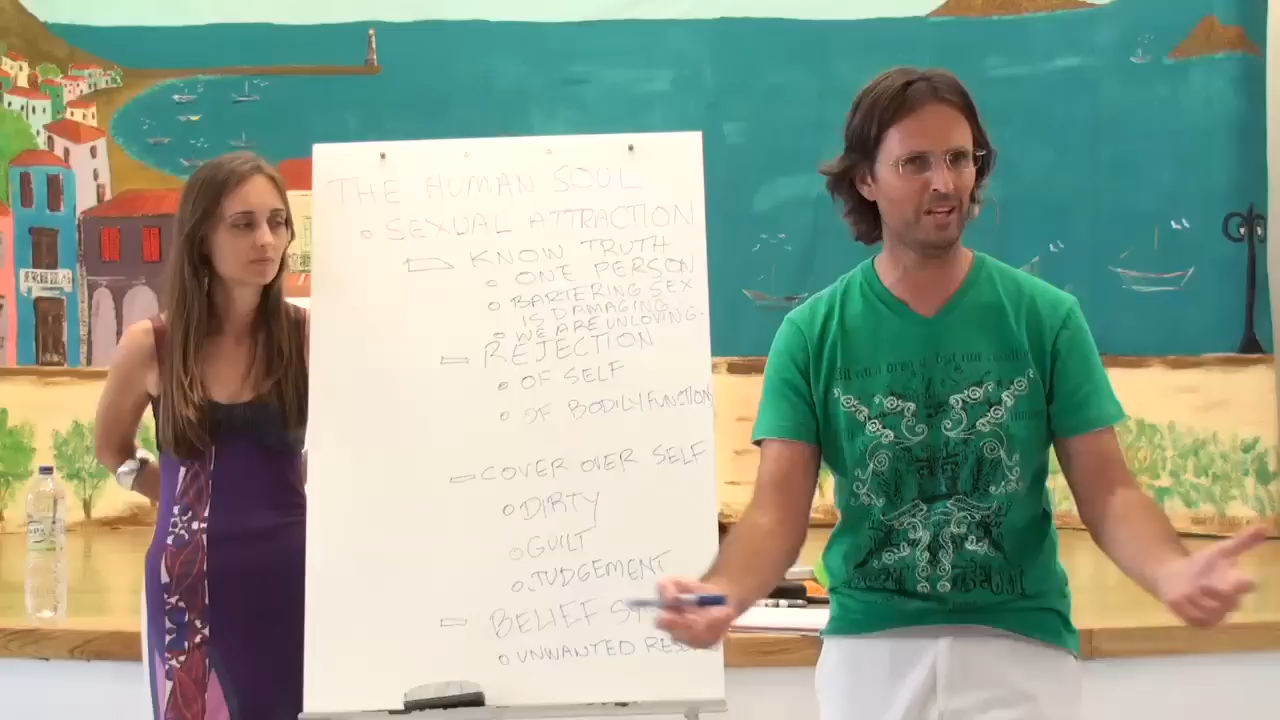 THE HUMAN SOUL
SEXUAL ATTRACTION
KNOW TRUTH
ONE PERSON
BARTERING SEX
IS DAMAGING
WE ARE UNLOVING.
REJECTION
OF SELF
OF BODILY FUNCTION
COVER OVER SELF
DIRTY
GUILT
JUDGEMENT
BELIEF
UNWANTED